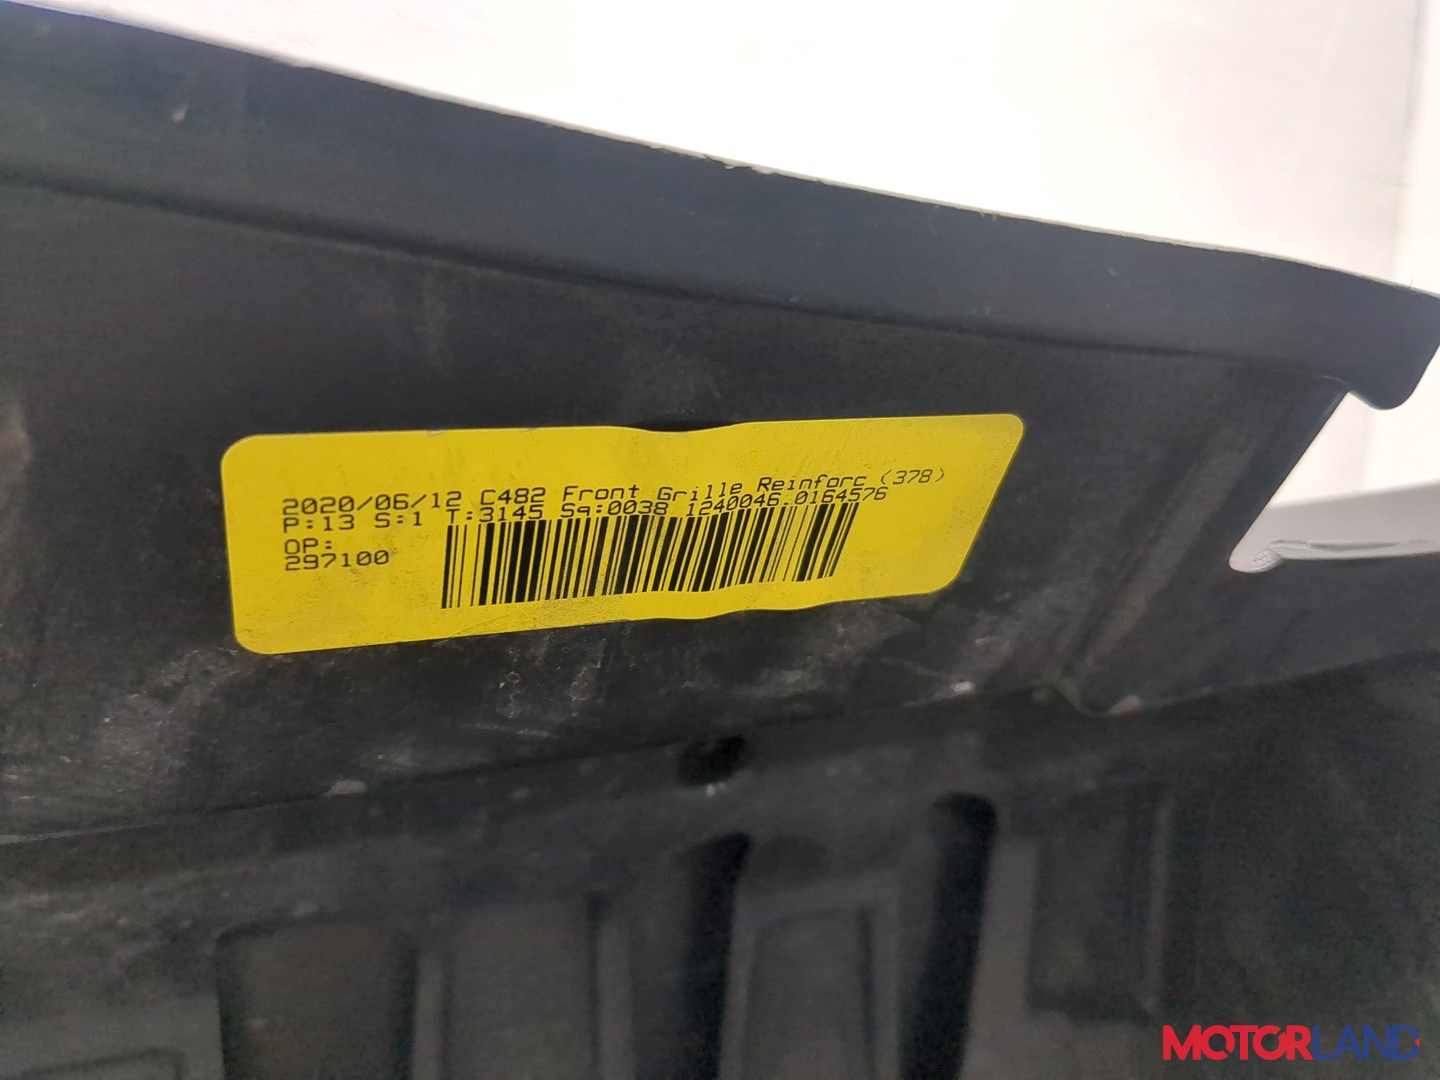 2020/06/12 C482 Front Grille Reinforc (378)
P:13 S:1 T:3145 Sq:0038 1240046.0164576
OP:
297100
MOTORLAND